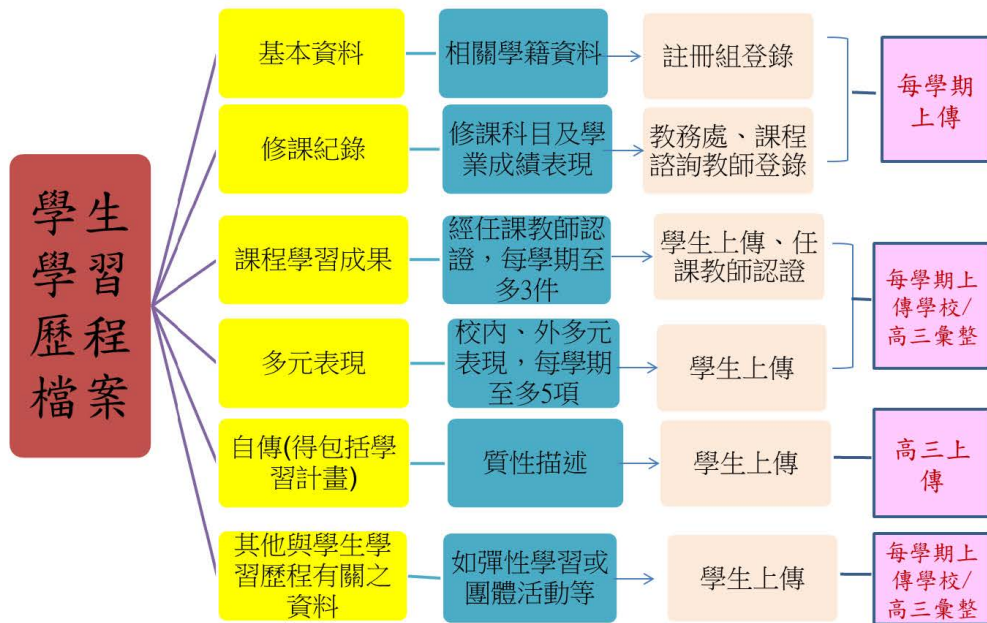 學生
學習
歷程
檔案
基本資料
相關學籍資料
註冊組登錄
每學期
上傳
修課紀錄
修課科目及學
業成績表現
教務處、課程
諮詢教師登錄
課程學習成果
經任課教師認
證，每學期至
多3件
學生上傳、任
課教師認證
每學期上
傳學校/
高三彙整
多元表現
校內、外多元
表現，每學期
至多5項
學生上傳
自傳(得包括學
習計畫)
質性描述
學生上傳
高三上
傳
其他與學生學
習歷程有關之
資料
如彈性學習或
團體活動等
學生上傳
每學期上
傳學校/
高三彙整